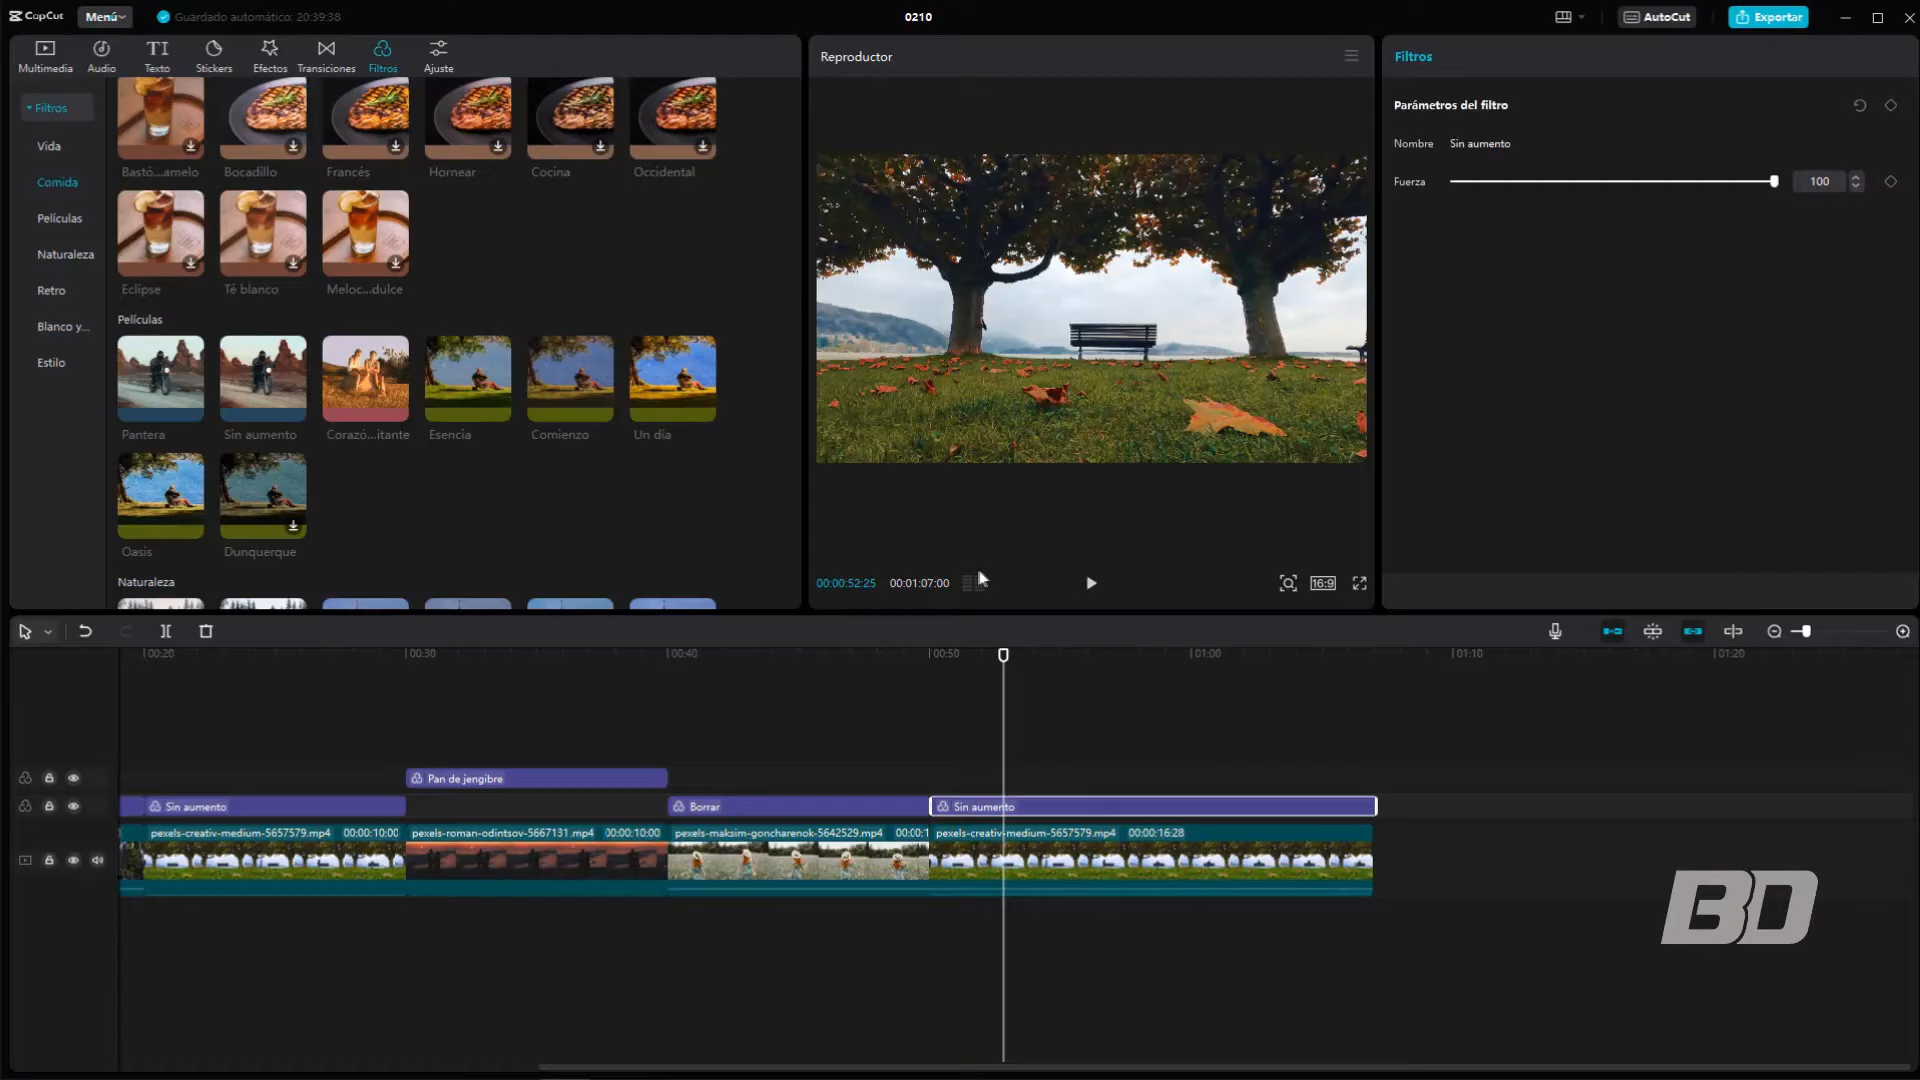 CapCut
Menú
Guardado automático: 20:39:38
0210
AutoCut
Exportar
Multimedia
Audio
Texto
Stickers
Efectos
Transiciones
Filtros
Ajuste
Filtros
Vida
Comida
Películas
Naturaleza
Retro
Blanco y...
Estilo
Bastó...amelo
Bocadillo
Francés
Hornear
Cocina
Occidental
Eclipse
Té blanco
Meloc...dulce
Películas
Pantera
Sin aumento
Corazó...itante
Esencia
Comienzo
Un día
Oasis
Dunquerque
Naturaleza
Reproductor
00:00:52:25
00:01:07:00
16:9
Filtros
Parámetros del filtro
Nombre
Sin aumento
Fuerza
100
00:20
00:30
00:40
00:50
01:00
01:10
01:20
Pan de jengibre
Sin aumento
Borrar
Sin aumento
pexels-creativ-medium-5657579.mp4 00:00:10:00
pexels-roman-odintsov-5667131.mp4 00:00:10:00
pexels-maksim-goncharenok-5642529.mp4 00:00:1
pexels-creativ-medium-5657579.mp4 00:00:16:28
BD